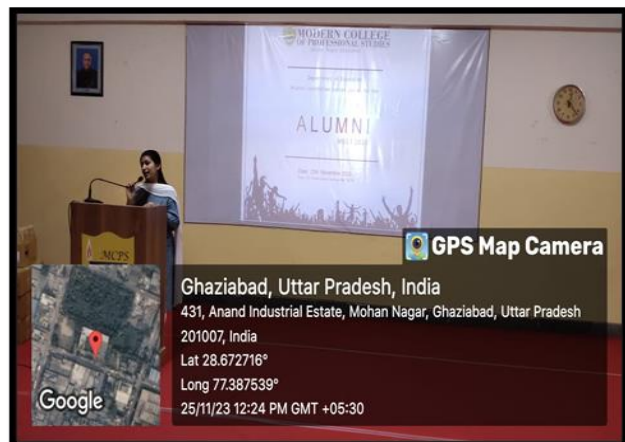 MODERN COLLEGE
OF PROFESSIONAL STUDIES
ALUMNI
MCPS
GPS Map Camera
Ghaziabad, Uttar Pradesh, India
431, Anand Industrial Estate, Mohan Nagar, Ghaziabad, Uttar Pradesh
201007, India
Lat 28.672716°
Long 77.387539°
25/11/23 12:24 PM GMT +05:30
Google